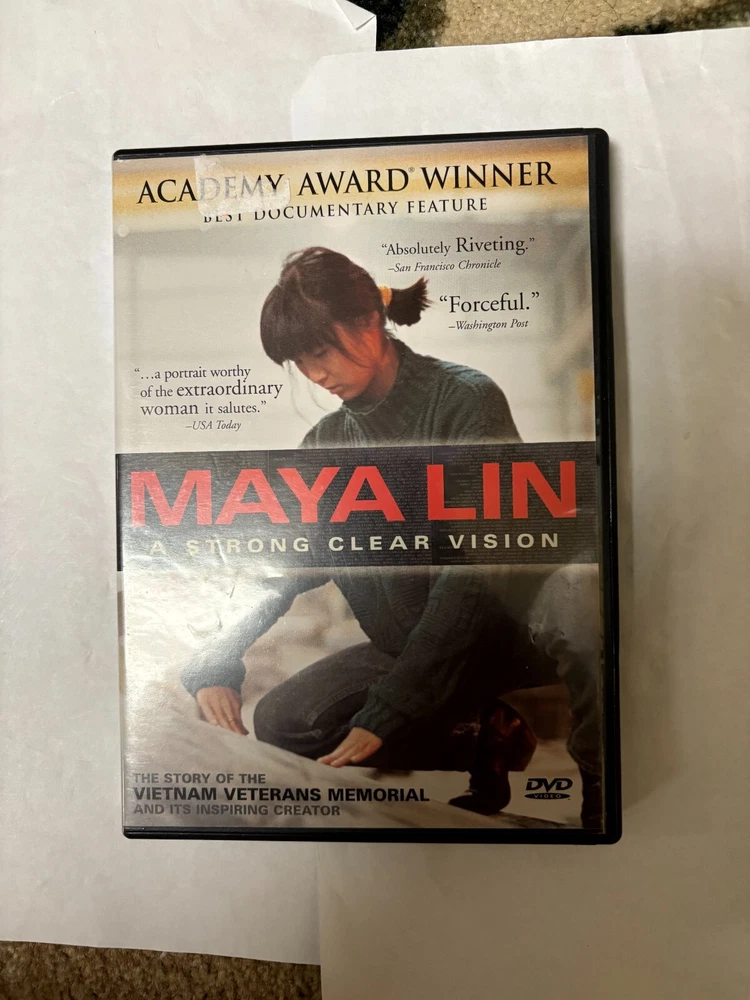 ACADEMY AWARD® WINNER
BEST DOCUMENTARY FEATURE
“Absolutely Riveting.”
–San Francisco Chronicle
“Forceful.”
–Washington Post
“...a portrait worthy
of the extraordinary
woman it salutes.”
–USA Today
MAYA LIN
A STRONG CLEAR VISION
THE STORY OF THE
VIETNAM VETERANS MEMORIAL
AND ITS INSPIRING CREATOR
DVD
VIDEO